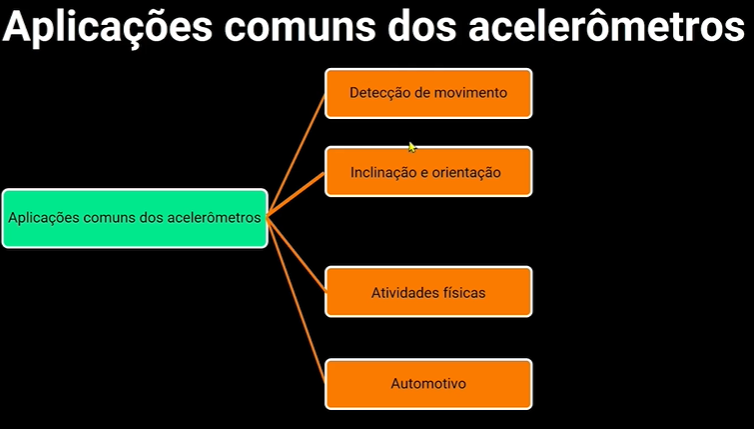 Aplicações comuns dos acelerômetros
Detecção de movimento
Inclinação e orientação
Aplicações comuns dos acelerômetros
Atividades físicas
Automotivo